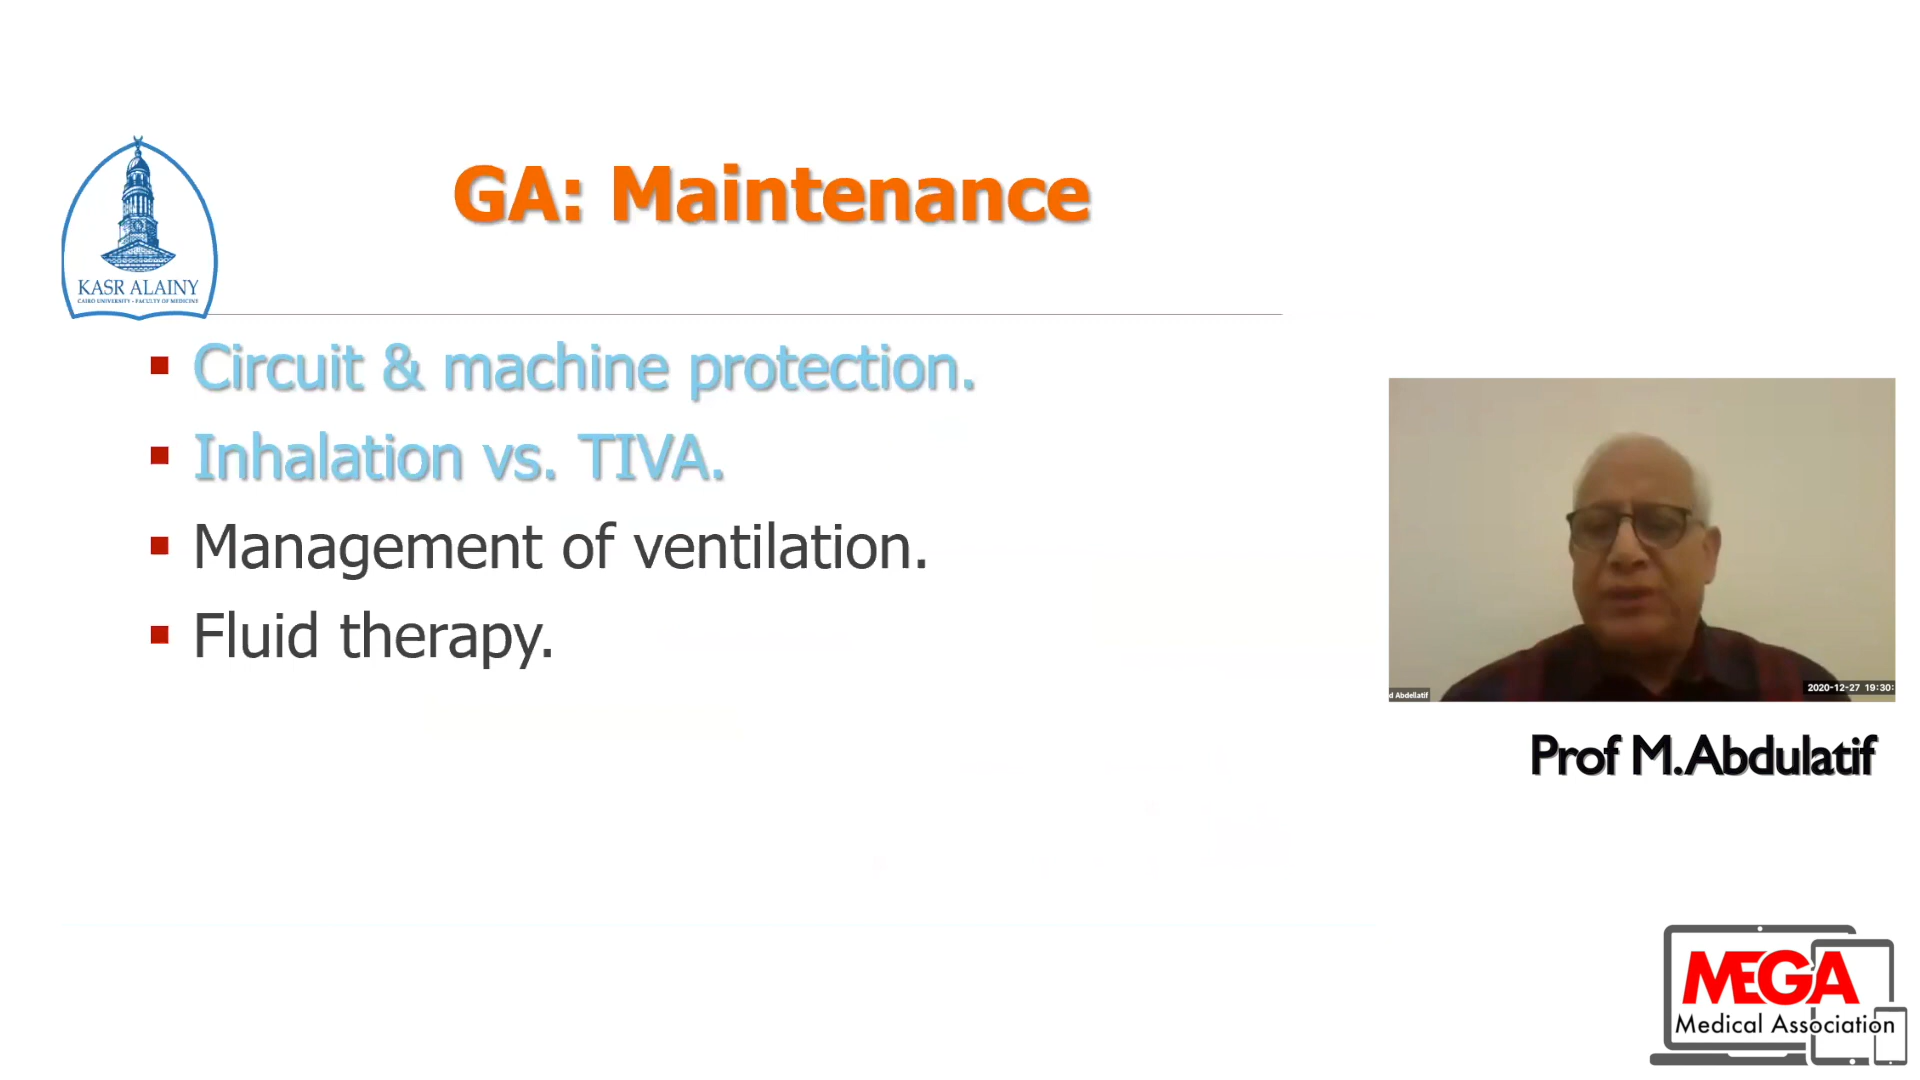 GA: Maintenance
KASR ALAINY
CAIRO UNIVERSITY • FACULTY OF MEDICINE
Circuit & machine protection.
Inhalation vs. TIVA.
Management of ventilation.
Fluid therapy.
d Abdellatif
2020-12-27 19:30:
Prof M.Abdulatif
MEGA
Medical Association